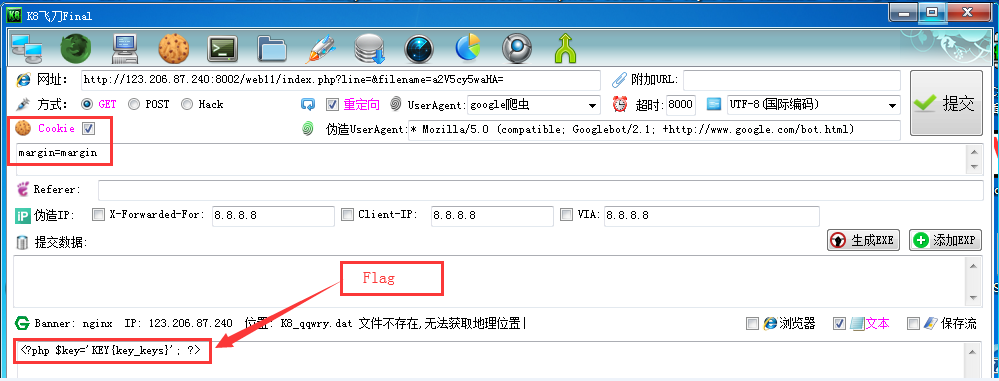 K8飞刀Final
网址: http://123.206.87.240:8002/web11/index.php?line=&filename=a2V5cy5waHA= 附加URL:
方式: GET POST Hack 重定向 UserAgent: google爬虫 超时: 8000 UTF-8(国际编码) 提交
Cookie 伪造UserAgent: * Mozilla/5.0 (compatible; Googlebot/2.1; +http://www.google.com/bot.html)
margin=margin
Referer:
iP 伪造IP: X-Forwarded-For: 8.8.8.8 Client-IP: 8.8.8.8 VIA: 8.8.8.8
提交数据: 生成EXE 添加EXP
Flag
Banner: nginx IP: 123.206.87.240 位置: K8_qqwry.dat 文件不存在,无法获取地理位置| 浏览器 文本 保存流
<?php $key='KEY{key_keys}'; ?>